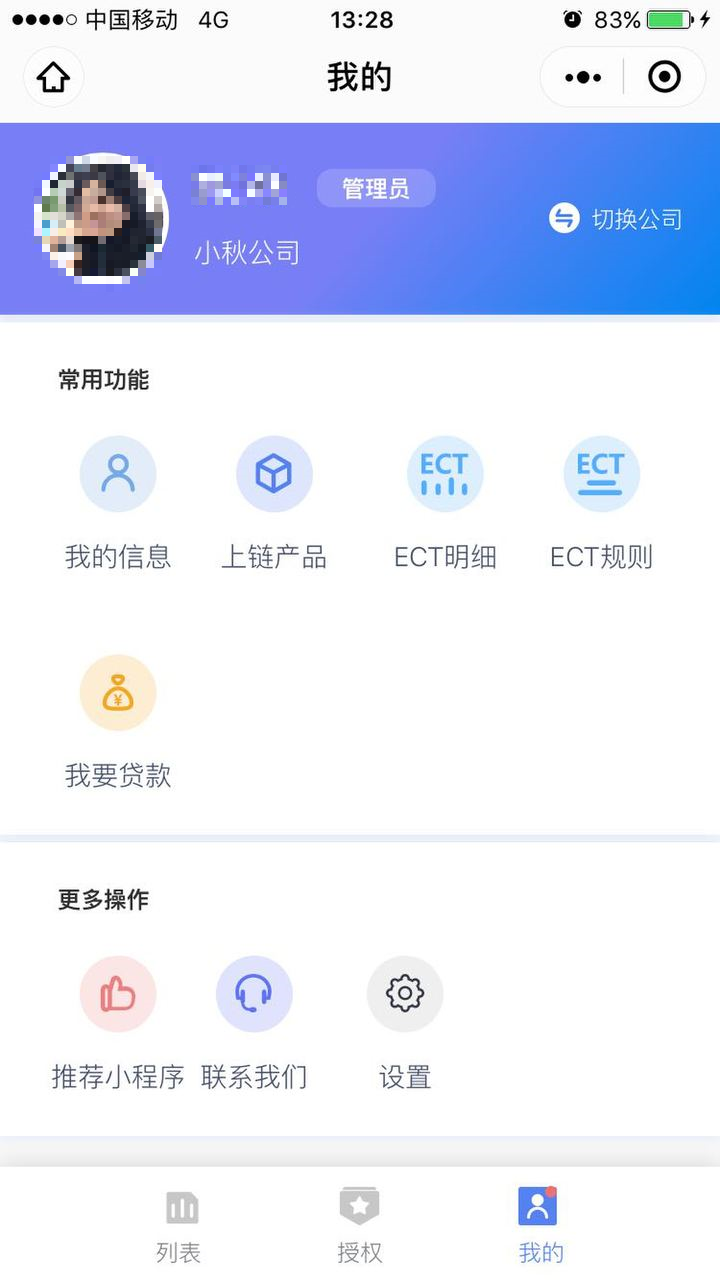 中国移动 4G 13:28 83%
我的
管理员
切换公司
小秋公司
常用功能
ECT ECT
我的信息 上链产品 ECT明细 ECT规则
¥
我要贷款
更多操作
推荐小程序 联系我们 设置
列表 授权 我的